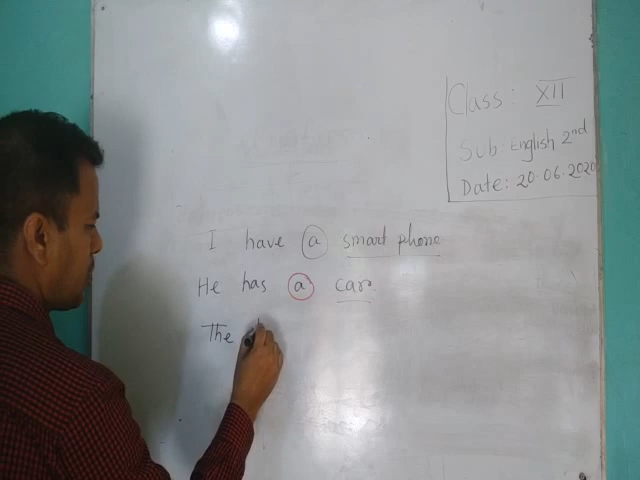 Class: XII
Sub: English 2nd
Date: 20.06.2020
I have a smart phone
He has a car.
The